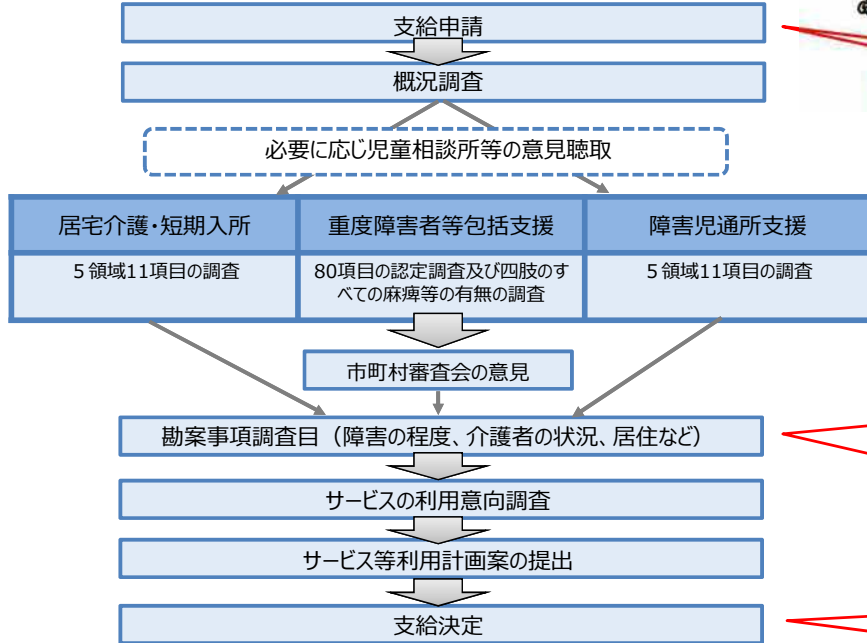 支給申請
概況調査
必要に応じ児童相談所等の意見聴取
居宅介護・短期入所
重度障害者等包括支援
障害児通所支援
５領域11項目の調査
80項目の認定調査及び四肢のす
べての麻痺等の有無の調査
５領域11項目の調査
市町村審査会の意見
勘案事項調査目（障害の程度、介護者の状況、居住など）
サービスの利用意向調査
サービス等利用計画案の提出
支給決定